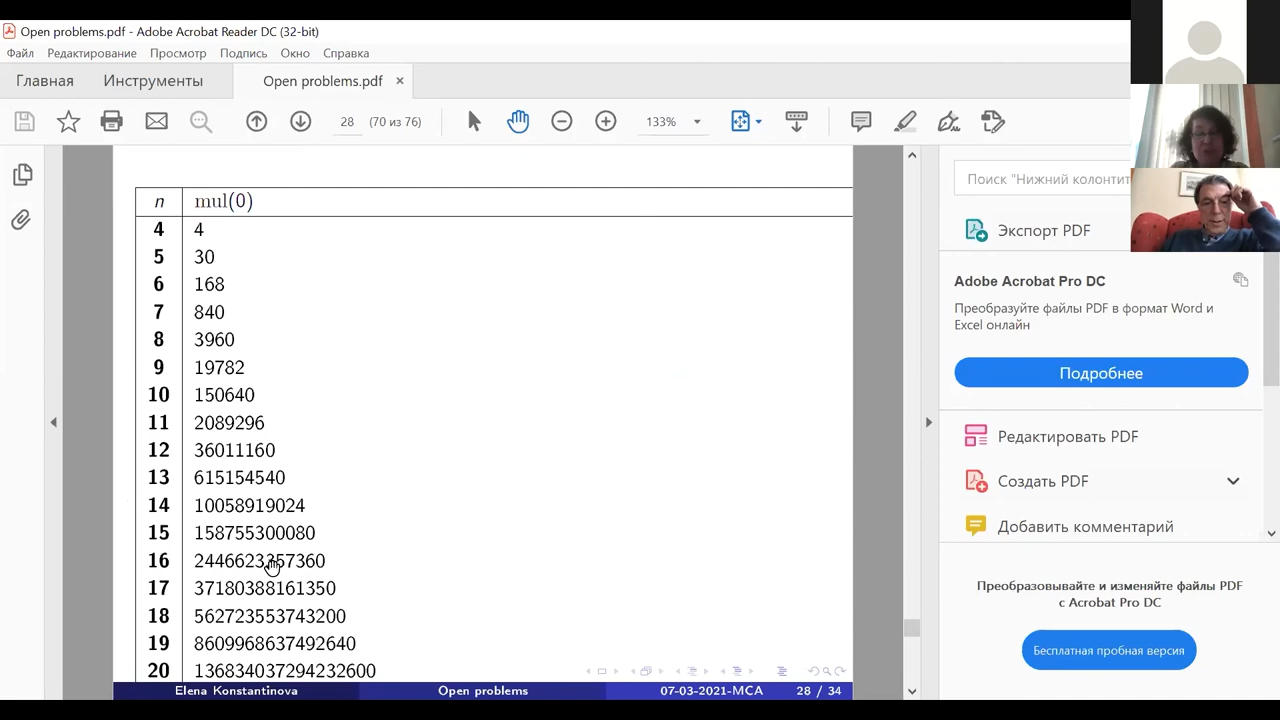 Open problems.pdf - Adobe Acrobat Reader DC (32-bit)
Файл Редактирование Просмотр Подпись Окно Справка
Главная Инструменты Open problems.pdf ×
28 (70 из 76) 133%
n mul(0)
4 4
5 30
6 168
7 840
8 3960
9 19782
10 150640
11 2089296
12 36011160
13 615154540
14 10058919024
15 158755300080
16 2446623357360
17 37180388161350
18 562723553743200
19 8609968637492640
20 136834037294232600
Elena Konstantinova Open problems 07-03-2021-MCA 28 / 34
Поиск "Нижний колонтит
Экспорт PDF
Adobe Acrobat Pro DC
Преобразуйте файлы PDF в формат Word и
Excel онлайн
Подробнее
Редактировать PDF
Создать PDF
Добавить комментарий
Преобразовывайте и изменяйте файлы PDF
с Acrobat Pro DC
Бесплатная пробная версия